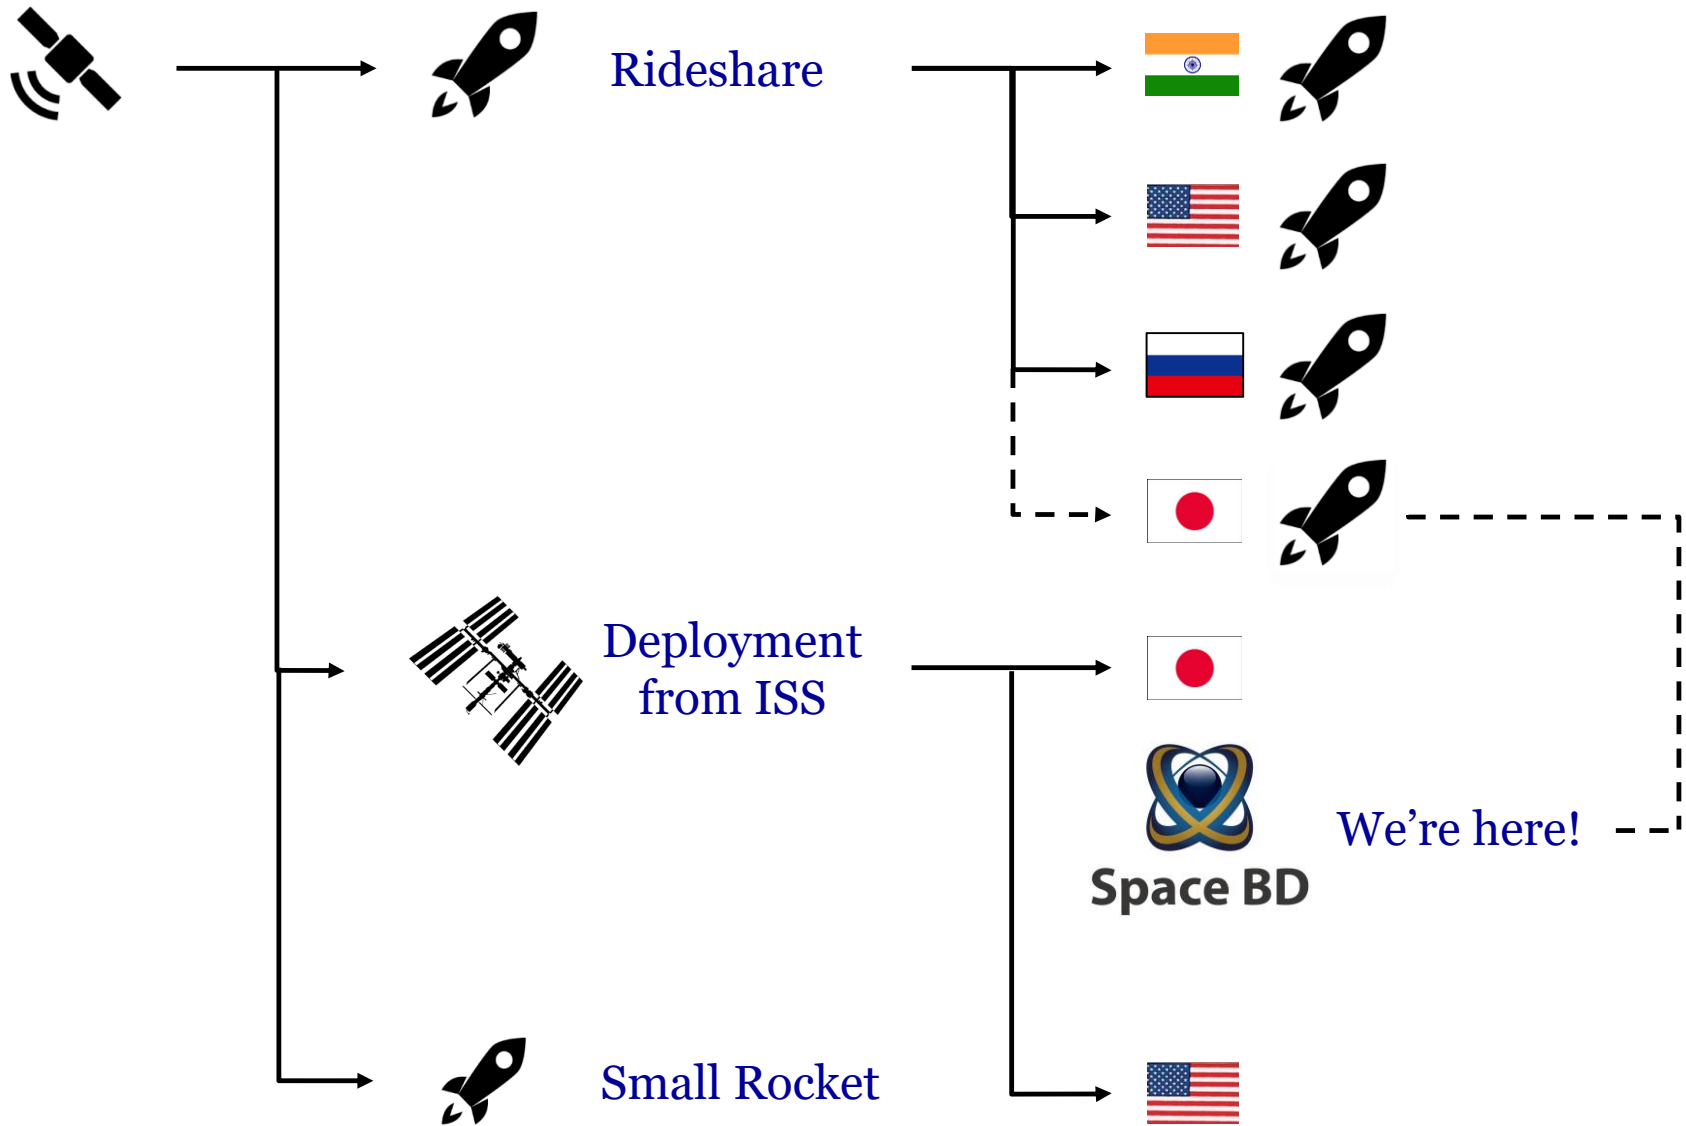 Rideshare
Deployment
from ISS
Space BD
We’re here!
Small Rocket